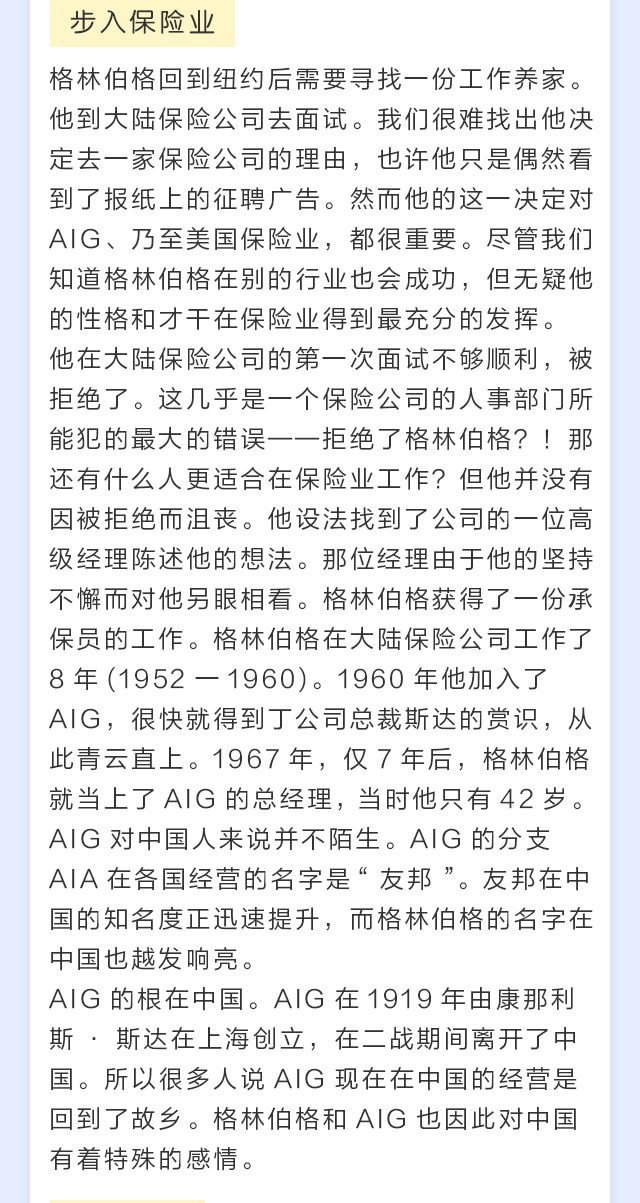 步入保险业
格林伯格回到纽约后需要寻找一份工作养家。
他到大陆保险公司去面试。我们很难找出他决
定去一家保险公司的理由，也许他只是偶然看
到了报纸上的征聘广告。然而他的这一决定对
AIG、乃至美国保险业，都很重要。尽管我们
知道格林伯格在别的行业也会成功，但无疑他
的性格和才干在保险业得到最充分的发挥。
他在大陆保险公司的第一次面试不够顺利，被
拒绝了。这几乎是一个保险公司的人事部门所
能犯的最大的错误——拒绝了格林伯格？！那
还有什么人更适合在保险业工作？但他并没有
因被拒绝而沮丧。他设法找到了公司的一位高
级经理陈述他的想法。那位经理由于他的坚持
不懈而对他另眼相看。格林伯格获得了一份承
保员的工作。格林伯格在大陆保险公司工作了
8 年 (1952 一 1960)。1960 年他加入了
AIG，很快就得到丁公司总裁斯达的赏识，从
此青云直上。1967 年，仅 7 年后，格林伯格
就当上了 AIG 的总经理，当时他只有 42 岁。
AIG 对中国人来说并不陌生。AIG 的分支
AIA 在各国经营的名字是“ 友邦 ”。友邦在中
国的知名度正迅速提升，而格林伯格的名字在
中国也越发响亮。
AIG 的根在中国。AIG 在 1919 年由康那利
斯 · 斯达在上海创立，在二战期间离开了中
国。所以很多人说 AIG 现在在中国的经营是
回到了故乡。格林伯格和 AIG 也因此对中国
有着特殊的感情。